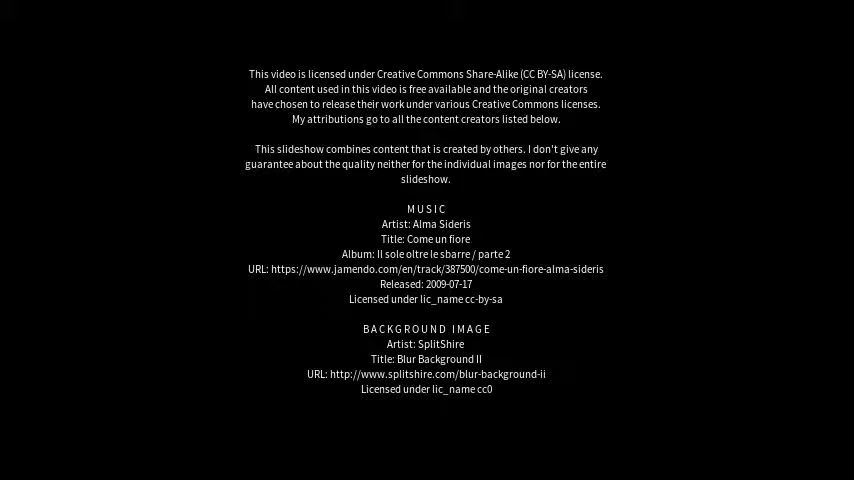 This video is licensed under Creative Commons Share-Alike (CC BY-SA) license.
All content used in this video is free available and the original creators
have chosen to release their work under various Creative Commons licenses.
My attributions go to all the content creators listed below.
This slideshow combines content that is created by others. I don't give any
guarantee about the quality neither for the individual images nor for the entire
slideshow.
MUSIC
Artist: Alma Sideris
Title: Come un fiore
Album: Il sole oltre le sbarre / parte 2
URL: https://www.jamendo.com/en/track/387500/come-un-fiore-alma-sideris
Released: 2009-07-17
Licensed under lic_name cc-by-sa
BACKGROUND IMAGE
Artist: SplitShire
Title: Blur Background II
URL: http://www.splitshire.com/blur-background-ii
Licensed under lic_name cc0